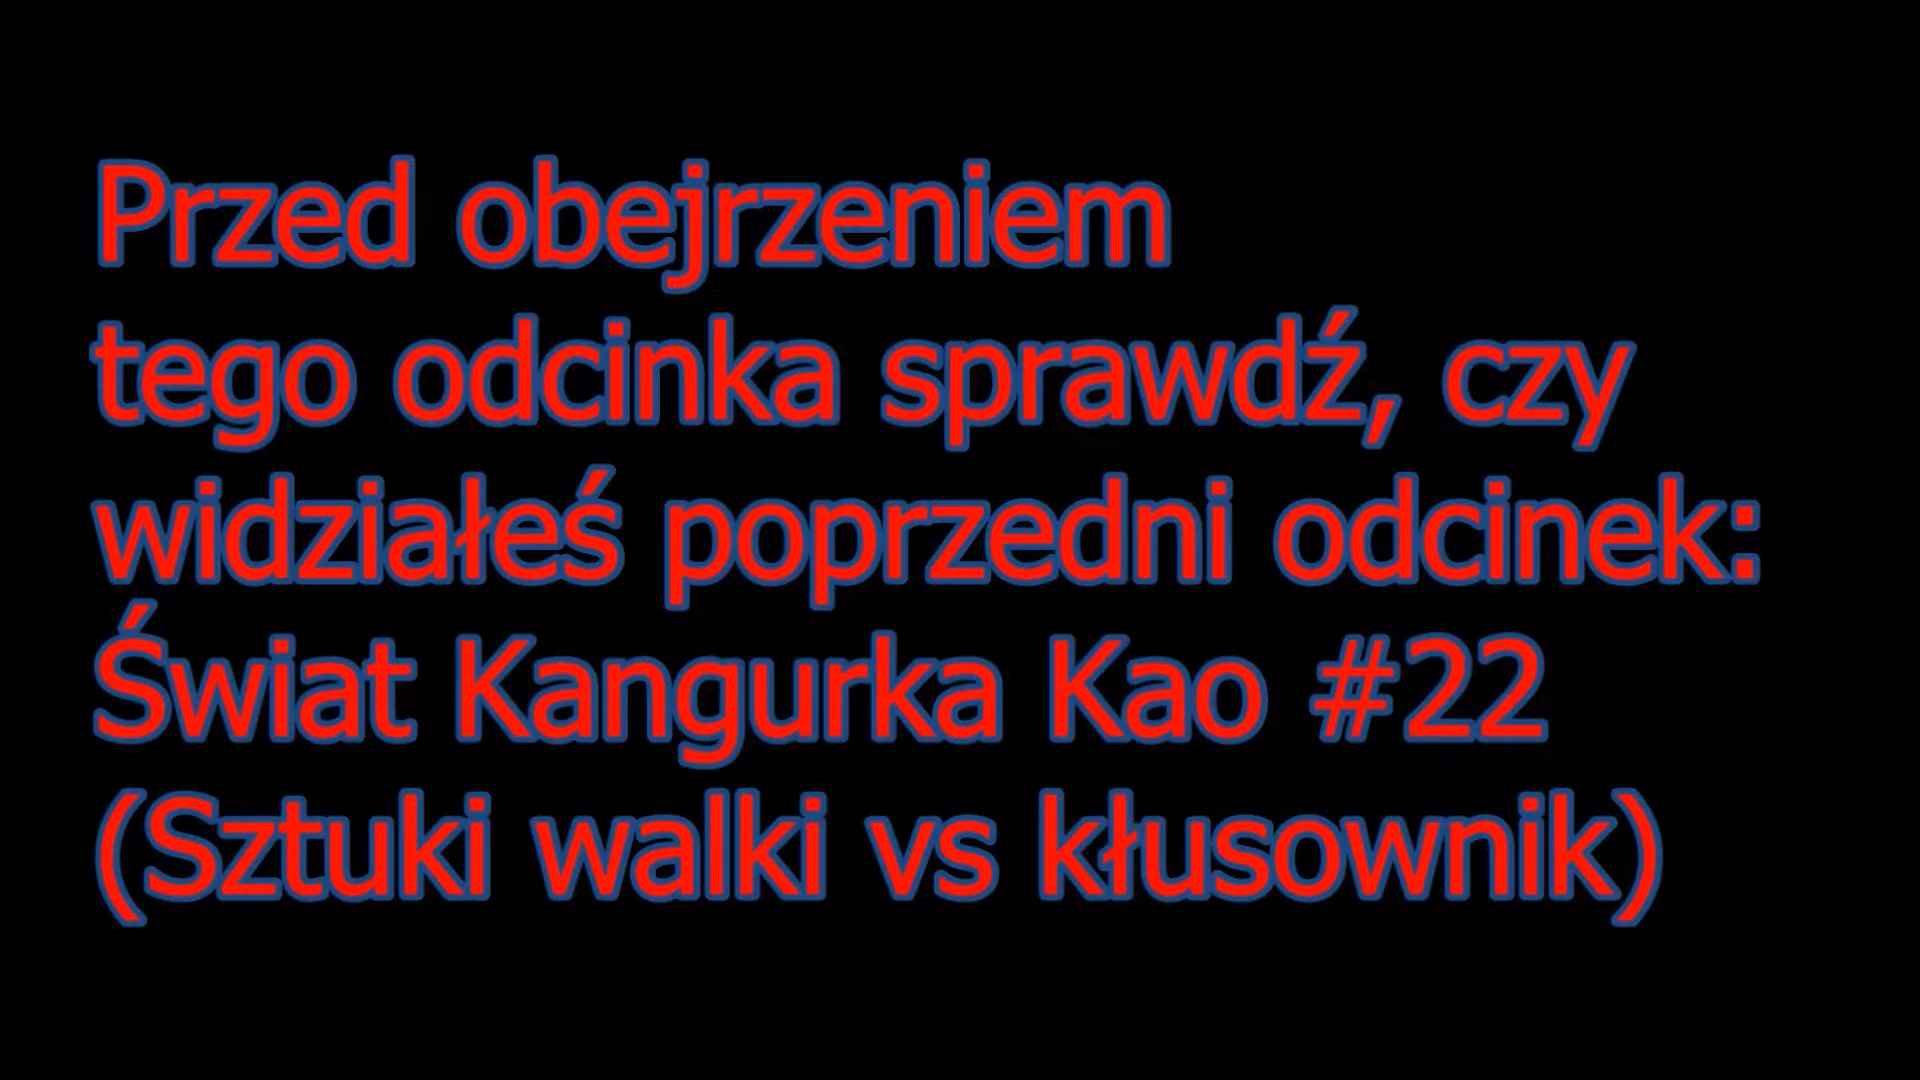 Przed obejrzeniem
tego odcinka sprawdź, czy
widziałeś poprzedni odcinek:
Świat Kangurka Kao #22
(Sztuki walki vs kłusownik)